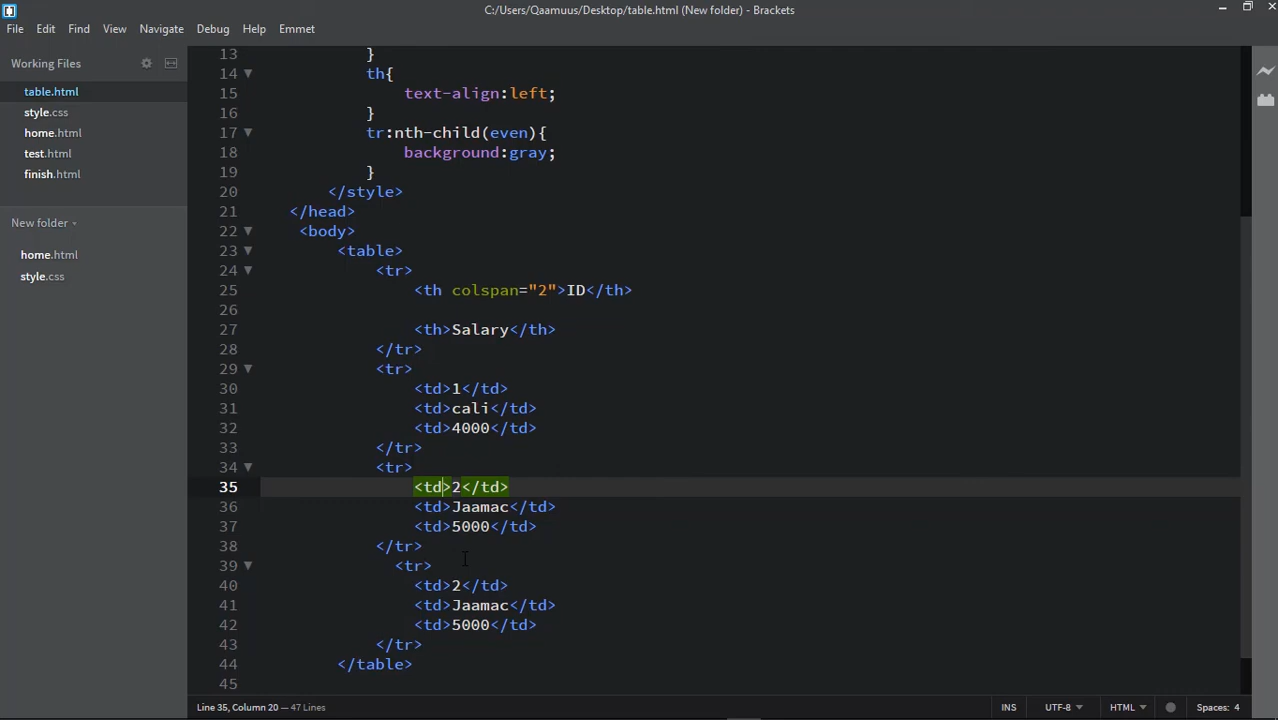 C:/Users/Qaamuus/Desktop/table.html (New folder) - Brackets
File Edit Find View Navigate Debug Help Emmet
Working Files
table.html
style.css
home.html
test.html
finish.html
New folder
home.html
style.css
13 }
14 th{
15 text-align:left;
16 }
17 tr:nth-child(even){
18 background:gray;
19 }
20 </style>
21 </head>
22 <body>
23 <table>
24 <tr>
25 <th colspan="2">ID</th>
26
27 <th>Salary</th>
28 </tr>
29 <tr>
30 <td>1</td>
31 <td>cali</td>
32 <td>4000</td>
33 </tr>
34 <tr>
35 <td>2</td>
36 <td>Jaamac</td>
37 <td>5000</td>
38 </tr>
39 <tr>
40 <td>2</td>
41 <td>Jaamac</td>
42 <td>5000</td>
43 </tr>
44 </table>
45
Line 35, Column 20 — 47 Lines
INS UTF-8 HTML Spaces: 4